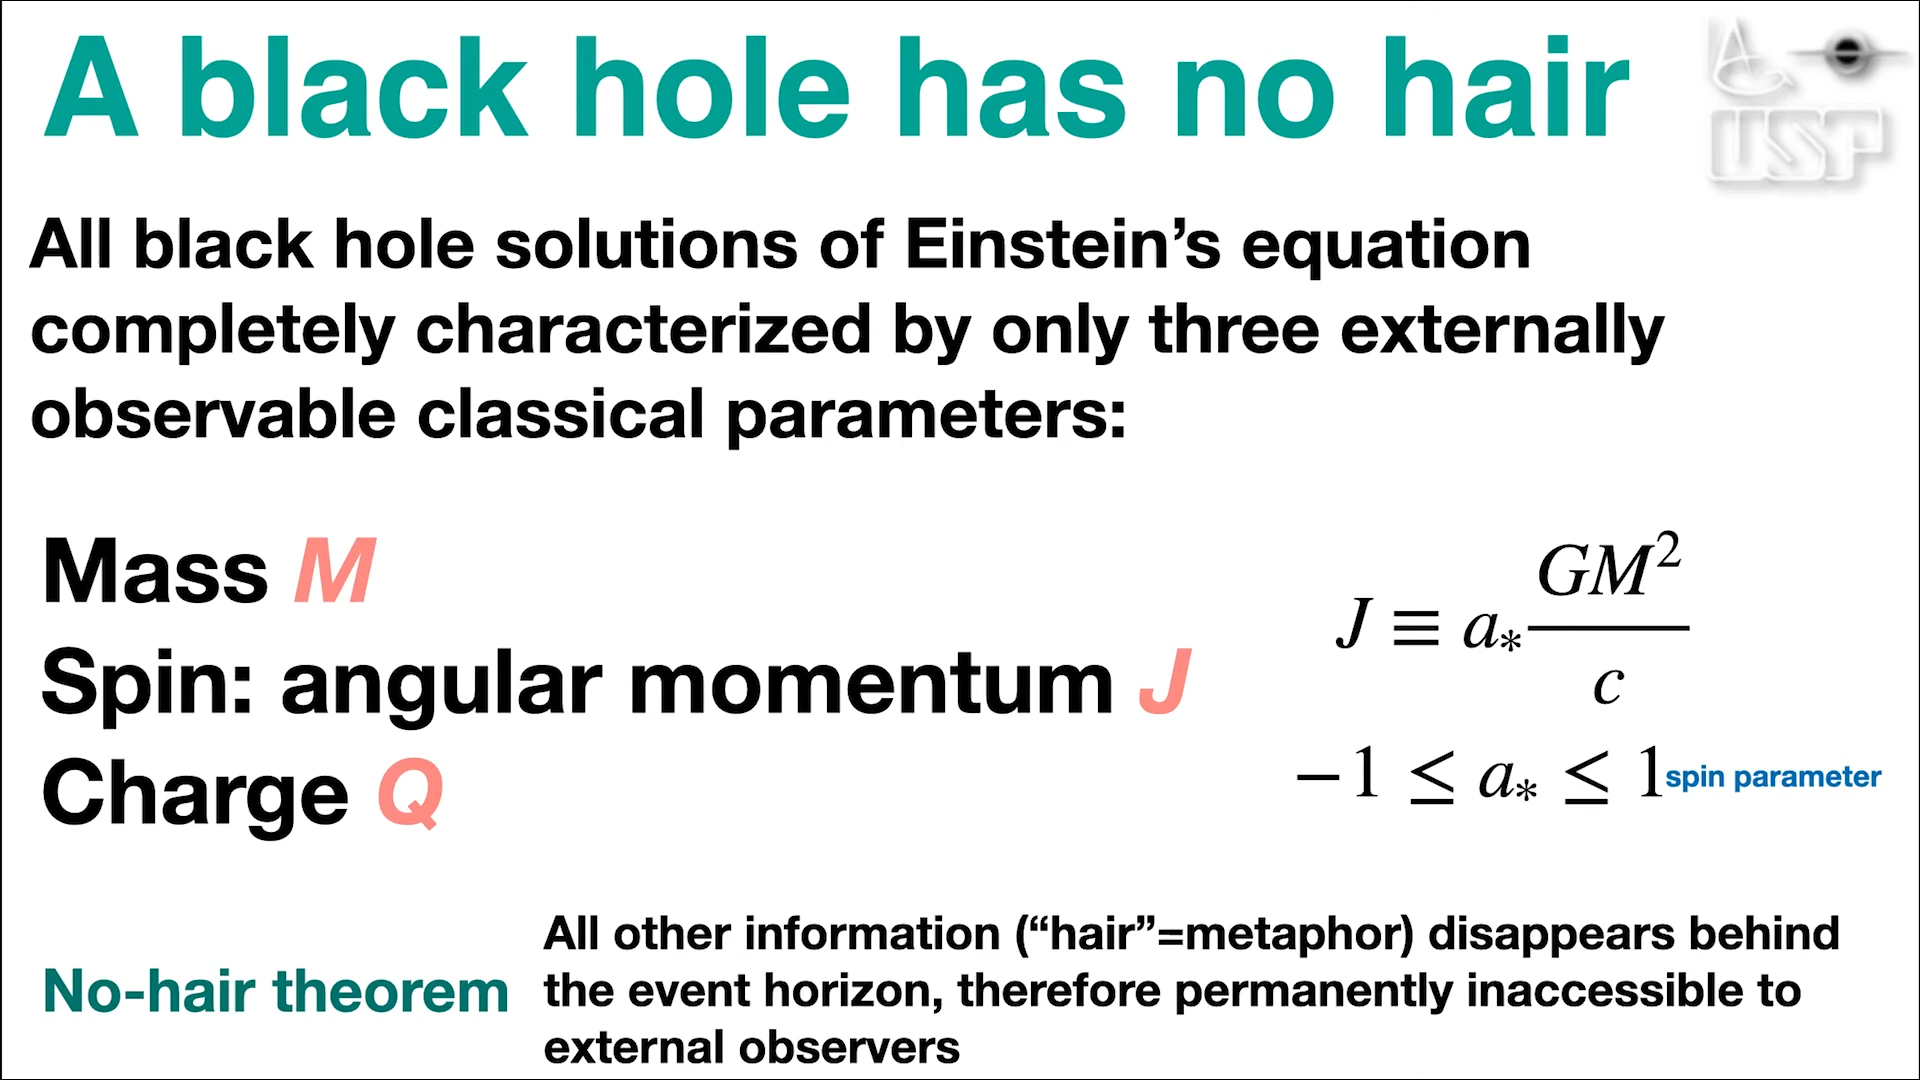 A black hole has no hair
USP
All black hole solutions of Einstein’s equation
completely characterized by only three externally
observable classical parameters:
Mass M
Spin: angular momentum J
Charge Q
J ≡ a* GM²/c
−1 ≤ a* ≤ 1 spin parameter
No-hair theorem
All other information (“hair”=metaphor) disappears behind
the event horizon, therefore permanently inaccessible to
external observers